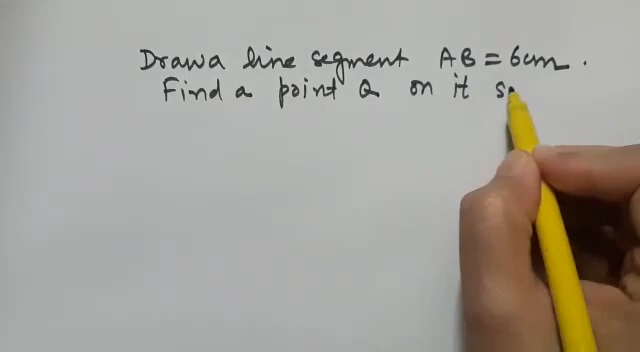 Draw a line segment AB = 6cm.
Find a point Q on it